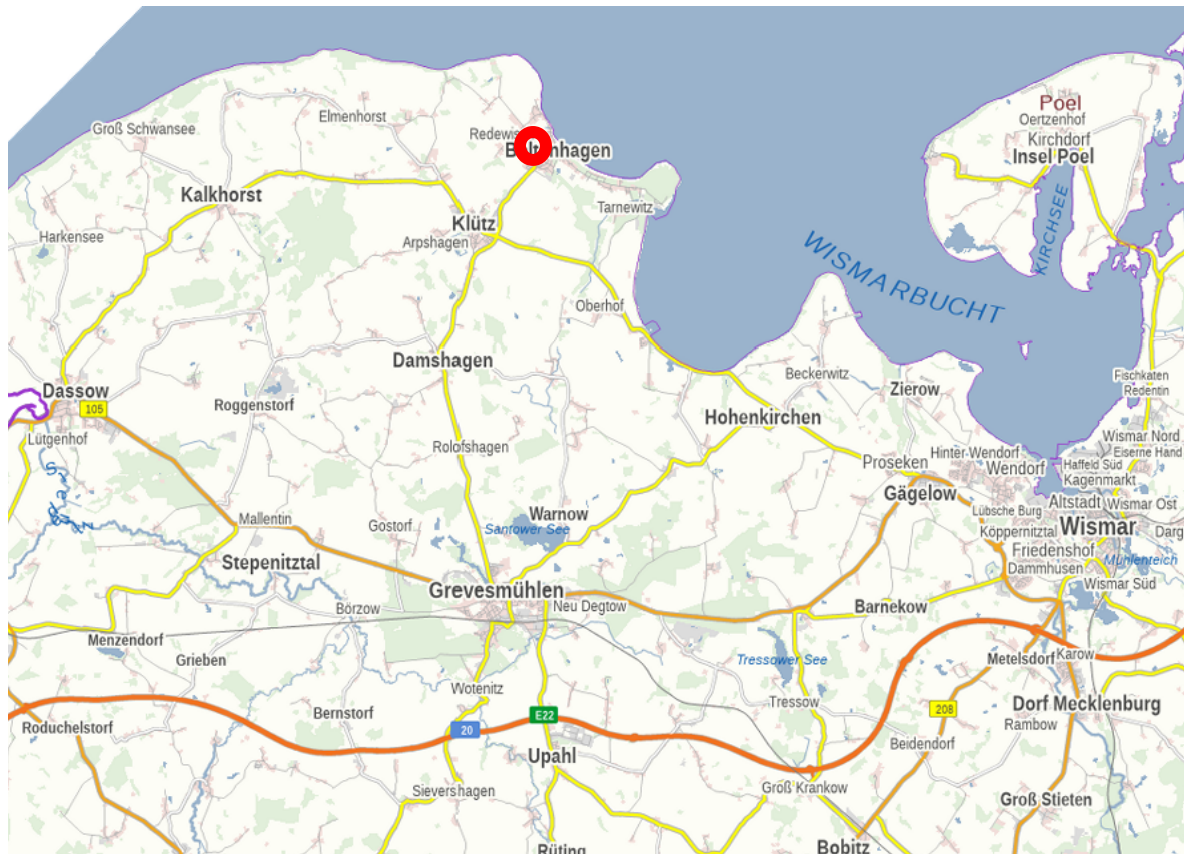 Poel
Oertzenhof
Elmenhorst
Groß Schwansee
Kirchdorf
Insel Poel
Kalkhorst
Tarnewitz
KIRCHSEE
Klütz
Arpshagen
Harkensee
WISMARBUCHT
Oberhof
Damshagen
Beckerwitz
Fischkaten
Zierow
Redentin
Dassow
105
Roggenstorf
Hohenkirchen
Lütgenhof
Rolofshagen
Wismar Nord
Hinter-Wendorf
Eiserne Hand
Proseken
Haffeld Süd
Wendorf
Kagenmarkt
Gägelow
Altstadt
Wismar Ost
Lübsche Burg
Mallentin
Gostorf
Warnow
Santower See
Wismar
Köppernitztal
Darg
Friedenshof
Mühlenteich
Stepenitztal
Dammhusen
Wismar Süd
Grevesmühlen
Neu Degtow
Börzow
Barnekow
Menzendorf
Grieben
Tressower See
Metelsdorf
Karow
Wotenitz
Tressow
Bernstorf
E22
208
Dorf Mecklenburg
Rambow
Roduchelstorf
20
Beidendorf
Upahl
Groß Krankow
Sievershagen
Groß Stieten
Bobitz
Rüting